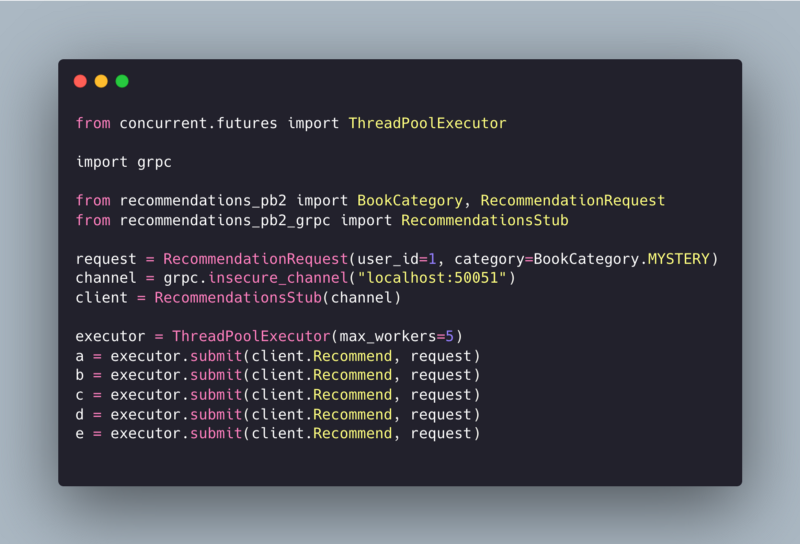 from concurrent.futures import ThreadPoolExecutor
import grpc
from recommendations_pb2 import BookCategory, RecommendationRequest
from recommendations_pb2_grpc import RecommendationsStub
request = RecommendationRequest(user_id=1, category=BookCategory.MYSTERY)
channel = grpc.insecure_channel("localhost:50051")
client = RecommendationsStub(channel)
executor = ThreadPoolExecutor(max_workers=5)
a = executor.submit(client.Recommend, request)
b = executor.submit(client.Recommend, request)
c = executor.submit(client.Recommend, request)
d = executor.submit(client.Recommend, request)
e = executor.submit(client.Recommend, request)